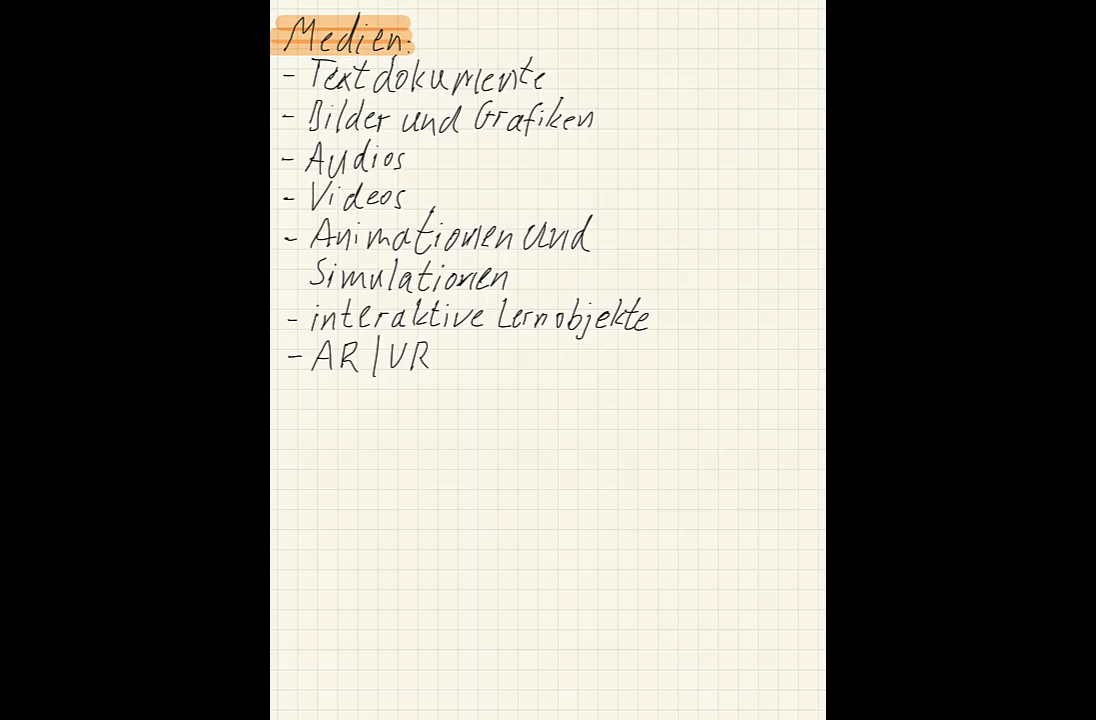 Medien:
- Textdokumente
- Bilder und Grafiken
- Audios
- Videos
- Animationen und
Simulationen
- interaktive Lernobjekte
- AR/VR